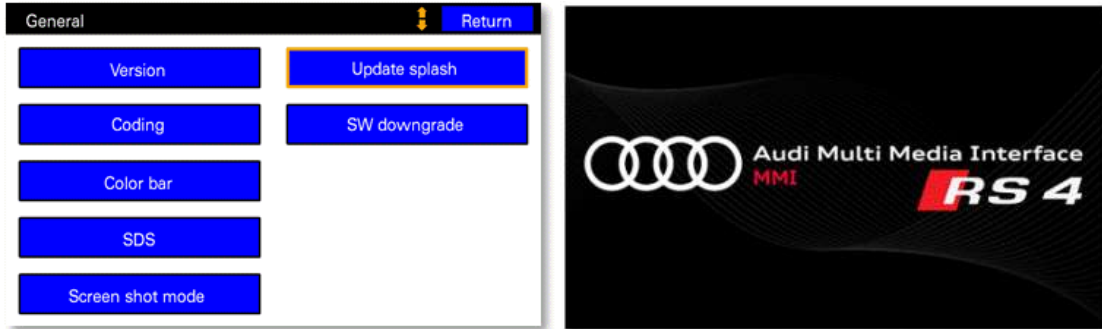 General
Return
Version
Update splash
Coding
SW downgrade
Color bar
SDS
Screen shot mode
Audi Multi Media Interface
MMI
RS 4